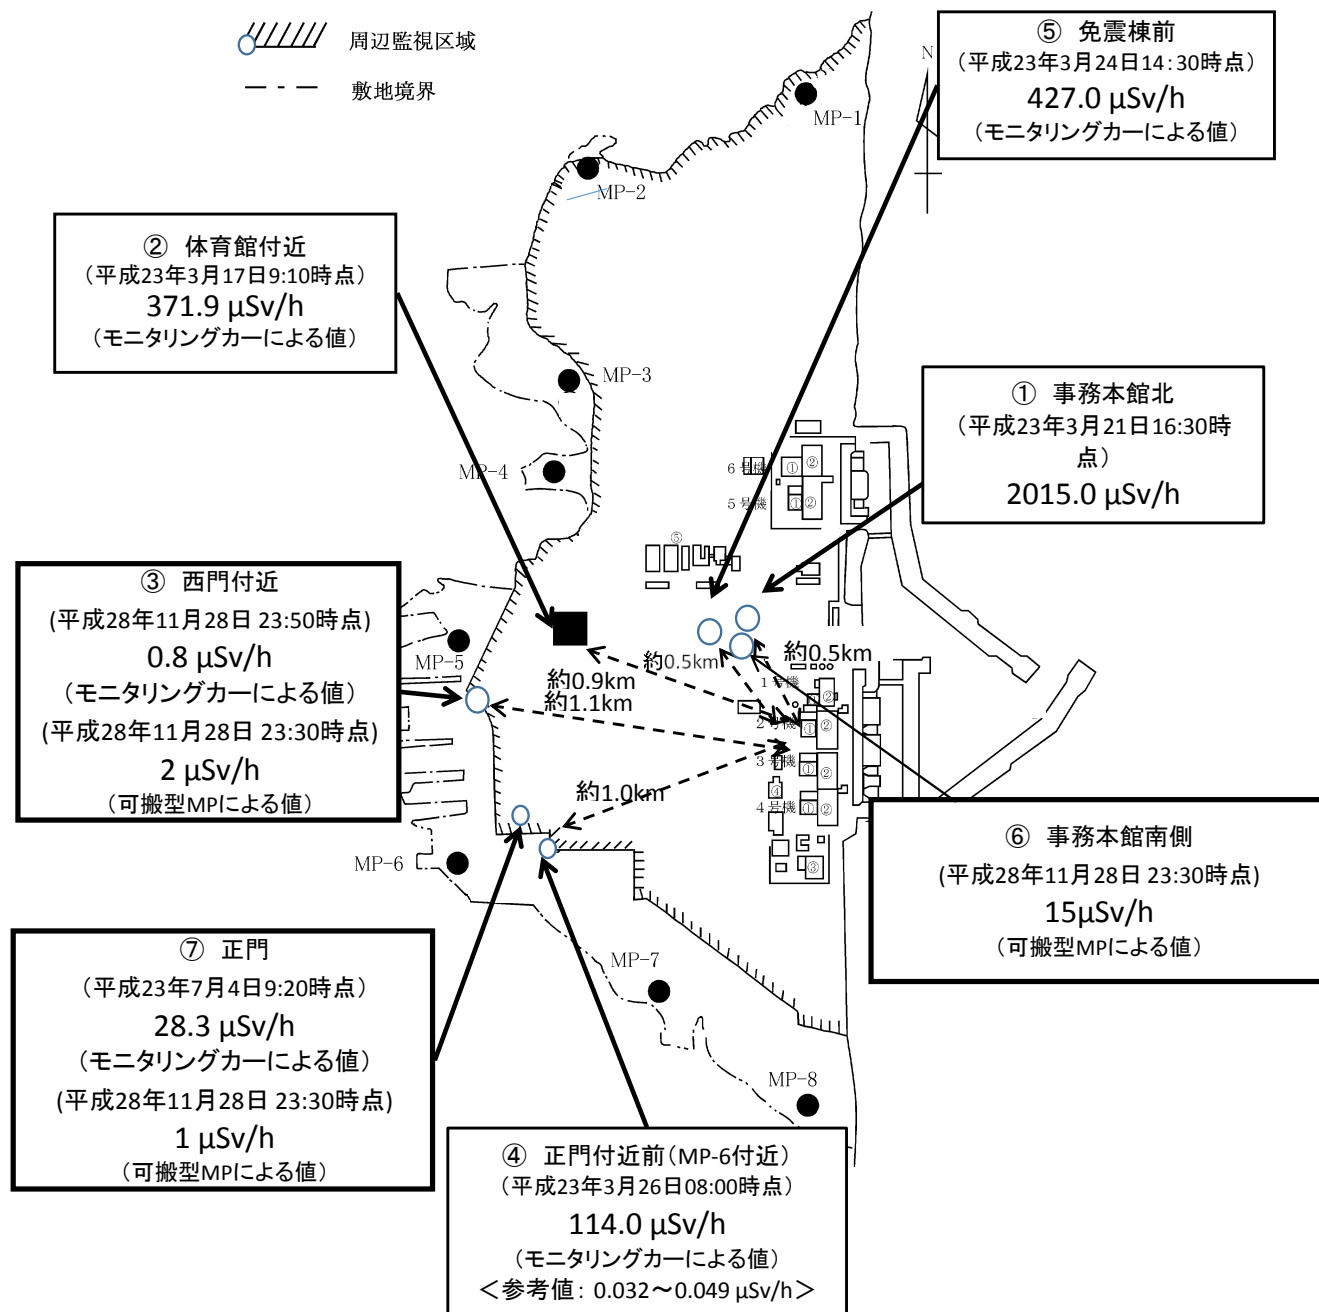 周辺監視区域
敷地境界
⑤ 免震棟前
(平成23年3月24日14:30時点)
427.0 μSv/h
(モニタリングカーによる値)
N
MP-1
MP-2
② 体育館付近
(平成23年3月17日9:10時点)
371.9 μSv/h
(モニタリングカーによる値)
MP-3
① 事務本館北
(平成23年3月21日16:30時
点)
2015.0 μSv/h
MP-4
6号機
①
②
5号機
①
②
⑤
③ 西門付近
(平成28年11月28日 23:50時点)
0.8 μSv/h
(モニタリングカーによる値)
(平成28年11月28日 23:30時点)
2 μSv/h
(可搬型MPによる値)
MP-5
約0.5km
約0.5km
約0.9km
約1.1km
1号機
②
2号機
①
②
3号機
①
②
約1.0km
④
4号機
①
②
③
MP-6
⑥ 事務本館南側
(平成28年11月28日 23:30時点)
15μSv/h
(可搬型MPによる値)
⑦ 正門
(平成23年7月4日9:20時点)
28.3 μSv/h
(モニタリングカーによる値)
(平成28年11月28日 23:30時点)
1 μSv/h
(可搬型MPによる値)
MP-7
MP-8
④ 正門付近前(MP-6付近)
(平成23年3月26日08:00時点)
114.0 μSv/h
(モニタリングカーによる値)
<参考値: 0.032~0.049 μSv/h>